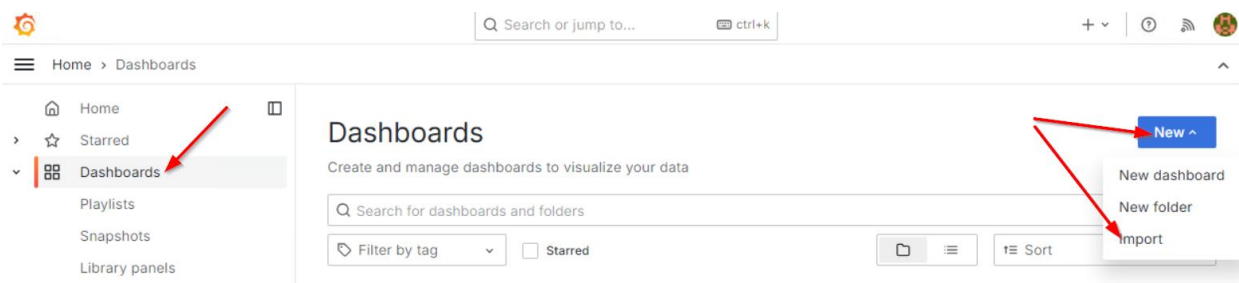 Search or jump to... ctrl+k
Home › Dashboards
Home
Starred
Dashboards
Playlists
Snapshots
Library panels
Dashboards
Create and manage dashboards to visualize your data
Search for dashboards and folders
Filter by tag
Starred
Sort
New
New dashboard
New folder
Import